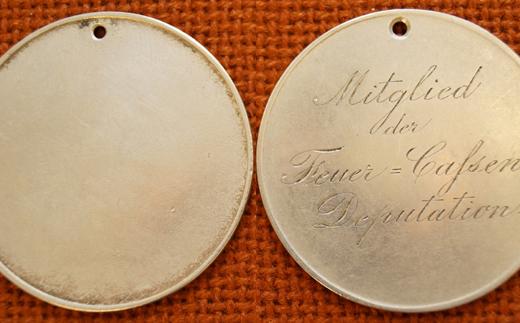 Mitglied
der
Feuer=Caſsen
Deputation